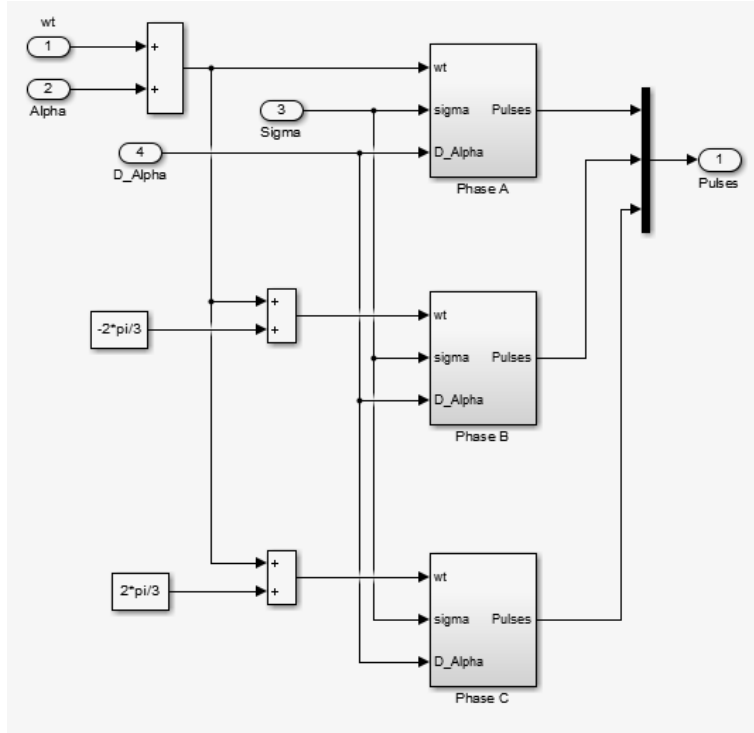 wt
1
+
2
+
Alpha
3
Sigma
4
D_Alpha
wt
sigma
Pulses
D_Alpha
Phase A
1
Pulses
-2*pi/3
+
+
wt
sigma
Pulses
D_Alpha
Phase B
2*pi/3
+
+
wt
sigma
Pulses
D_Alpha
Phase C